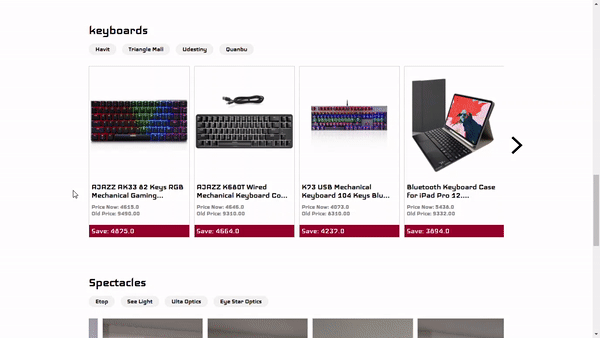 keyboards
Havit
Triangle Mall
Udestiny
Quanbu
AJAZZ AK33 82 Keys RGB
Mechanical Gaming...
Price Now: 4615.0
Old Price: 9490.00
Save: 4875.0
AJAZZ K680T Wired
Mechanical Keyboard Co...
Price Now: 4646.0
Old Price: 9310.00
Save: 4664.0
K73 USB Mechanical
Keyboard 104 Keys Blu...
Price Now: 4073.0
Old Price: 8310.00
Save: 4237.0
Bluetooth Keyboard Case
for iPad Pro 12....
Price Now: 5438.0
Old Price: 9332.00
Save: 3894.0
Spectacles
Etop
See Light
Ulta Optics
Eye Star Optics